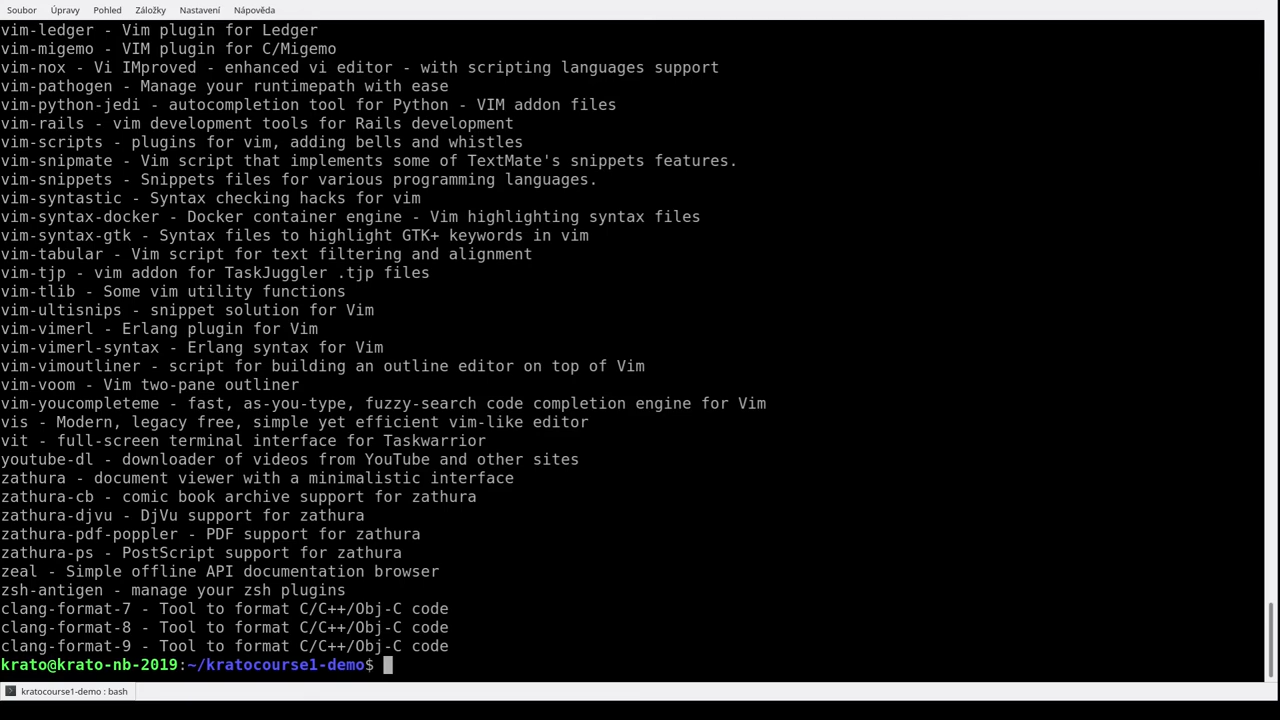 Soubor Úpravy Pohled Záložky Nastavení Nápověda
vim-ledger - Vim plugin for Ledger
vim-migemo - VIM plugin for C/Migemo
vim-nox - Vi IMproved - enhanced vi editor - with scripting languages support
vim-pathogen - Manage your runtimepath with ease
vim-python-jedi - autocompletion tool for Python - VIM addon files
vim-rails - vim development tools for Rails development
vim-scripts - plugins for vim, adding bells and whistles
vim-snipmate - Vim script that implements some of TextMate's snippets features.
vim-snippets - Snippets files for various programming languages.
vim-syntastic - Syntax checking hacks for vim
vim-syntax-docker - Docker container engine - Vim highlighting syntax files
vim-syntax-gtk - Syntax files to highlight GTK+ keywords in vim
vim-tabular - Vim script for text filtering and alignment
vim-tjp - vim addon for TaskJuggler .tjp files
vim-tlib - Some vim utility functions
vim-ultisnips - snippet solution for Vim
vim-vimerl - Erlang plugin for Vim
vim-vimerl-syntax - Erlang syntax for Vim
vim-vimoutliner - script for building an outline editor on top of Vim
vim-voom - Vim two-pane outliner
vim-youcompleteme - fast, as-you-type, fuzzy-search code completion engine for Vim
vis - Modern, legacy free, simple yet efficient vim-like editor
vit - full-screen terminal interface for Taskwarrior
youtube-dl - downloader of videos from YouTube and other sites
zathura - document viewer with a minimalistic interface
zathura-cb - comic book archive support for zathura
zathura-djvu - DjVu support for zathura
zathura-pdf-poppler - PDF support for zathura
zathura-ps - PostScript support for zathura
zeal - Simple offline API documentation browser
zsh-antigen - manage your zsh plugins
clang-format-7 - Tool to format C/C++/Obj-C code
clang-format-8 - Tool to format C/C++/Obj-C code
clang-format-9 - Tool to format C/C++/Obj-C code
krato@krato-nb-2019:~/kratocourse1-demo$
kratocourse1-demo : bash